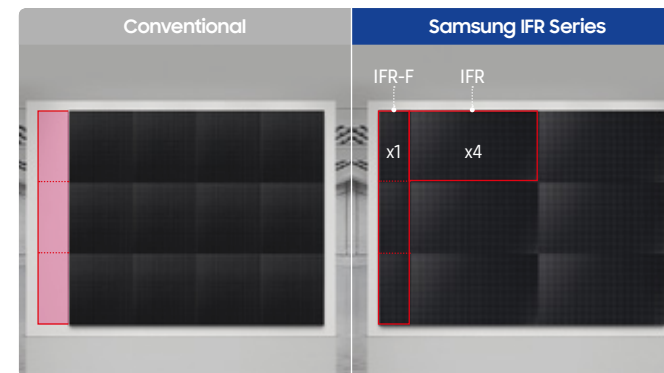 Conventional
Samsung IFR Series
IFR-F IFR
x1 x4